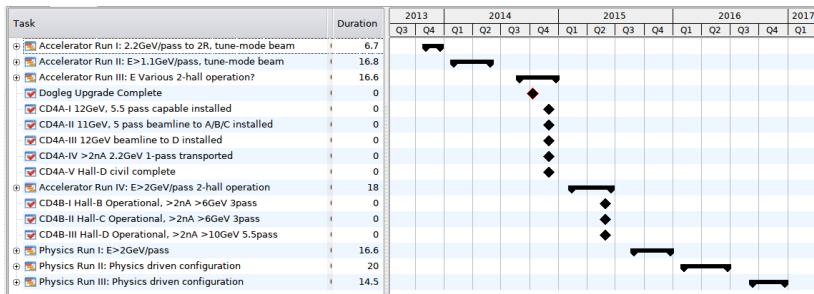 Task Duration 2013 2014 2015 2016 2017
Q3 Q4 Q1 Q2 Q3 Q4 Q1 Q2 Q3 Q4 Q1 Q2 Q3 Q4 Q1
Accelerator Run I: 2.2GeV/pass to 2R, tune-mode beam 6.7
Accelerator Run II: E>1.1GeV/pass, tune-mode beam 16.8
Accelerator Run III: E Various 2-hall operation? 16.6
Dogleg Upgrade Complete 0
CD4A-I 12GeV, 5.5 pass capable installed 0
CD4A-II 11GeV, 5 pass beamline to A/B/C installed 0
CD4A-III 12GeV beamline to D installed 0
CD4A-IV >2nA 2.2GeV 1-pass transported 0
CD4A-V Hall-D civil complete 0
Accelerator Run IV: E>2GeV/pass 2-hall operation 18
CD4B-I Hall-B Operational, >2nA >6GeV 3pass 0
CD4B-II Hall-C Operational, >2nA >6GeV 3pass 0
CD4B-III Hall-D Operational, >2nA >10GeV 5.5pass 0
Physics Run I: E>2GeV/pass 16.6
Physics Run II: Physics driven configuration 20
Physics Run III: Physics driven configuration 14.5